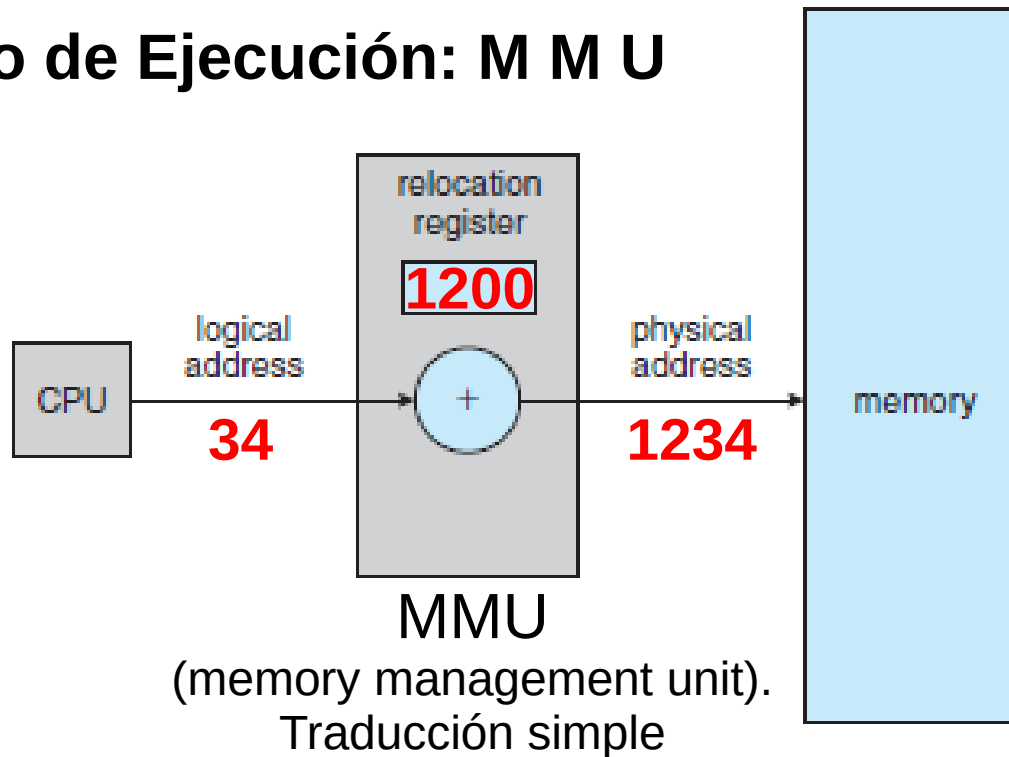 o de Ejecución: M M U
relocation
register
1200
logical
address
physical
address
CPU
+
memory
34
1234
MMU
(memory management unit).
Traducción simple